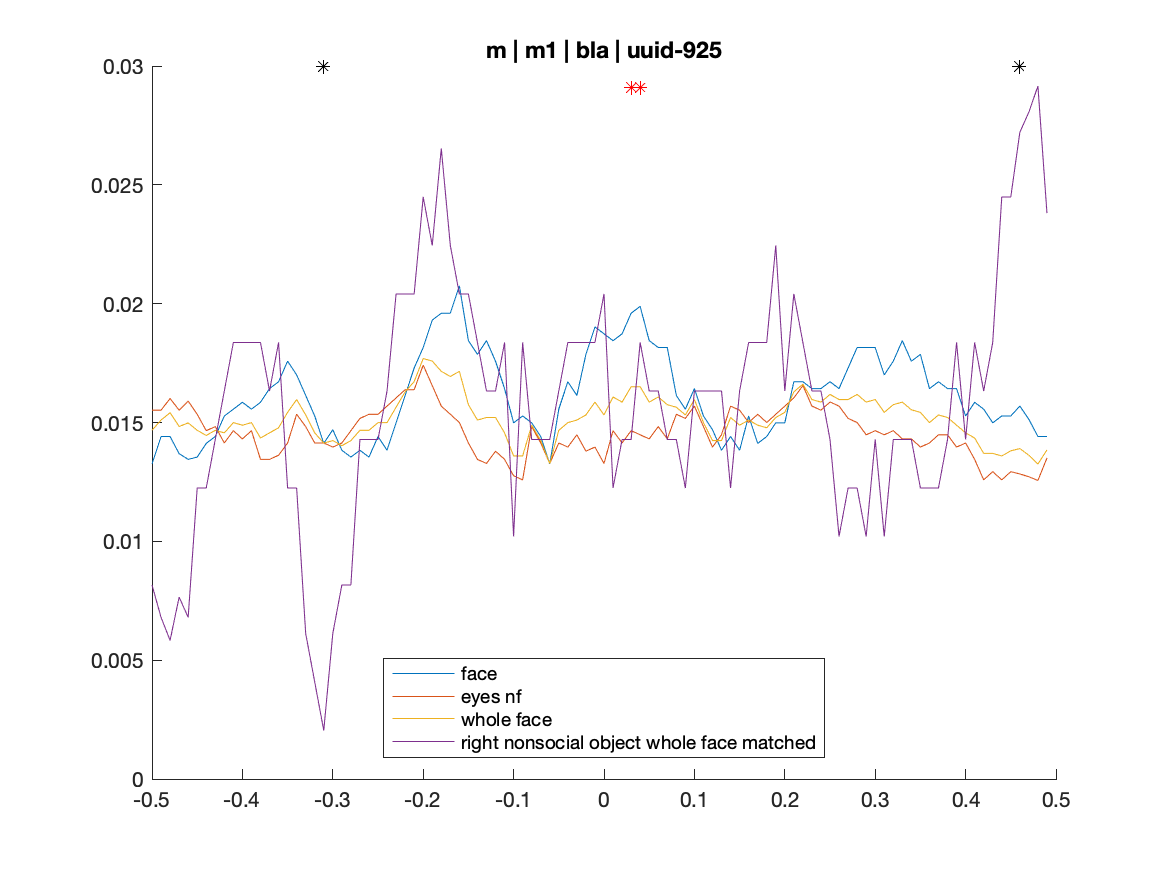 m | m1 | bla | uuid-925
0.03
0.025
0.02
0.015
0.01
0.005
0
-0.5 -0.4 -0.3 -0.2 -0.1 0 0.1 0.2 0.3 0.4 0.5
face
eyes nf
whole face
right nonsocial object whole face matched